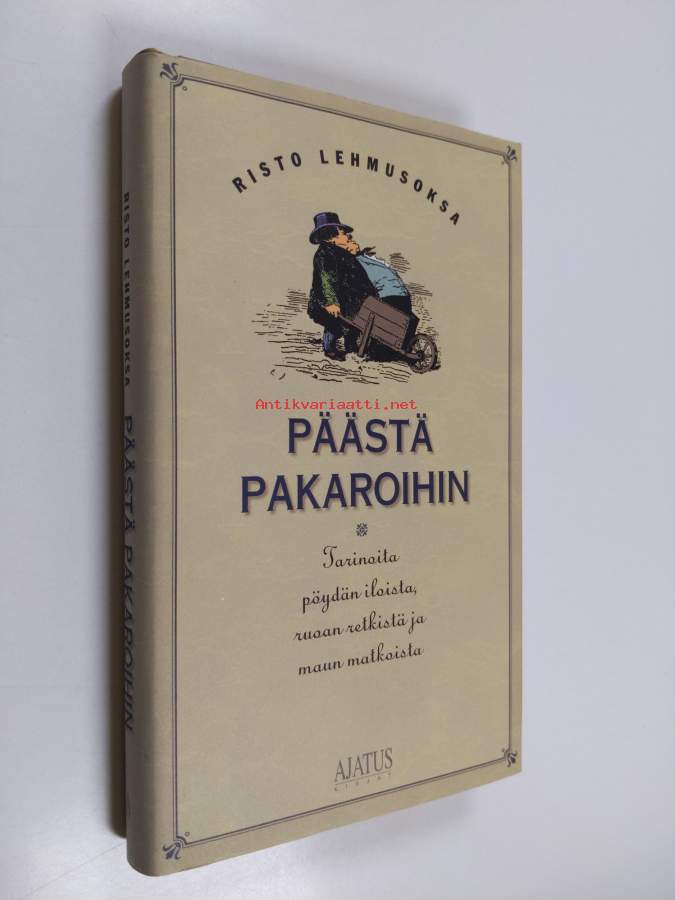 RISTO LEHMUSOKSA
Antikvariaatti.net
PÄÄSTÄ
PAKAROIHIN
Tarinoita
pöydän iloista,
ruoan retkistä ja
maun matkoista
AJATUS
KIRJAT
RISTO LEHMUSOKSA PÄÄSTÄ PAKAROIHIN